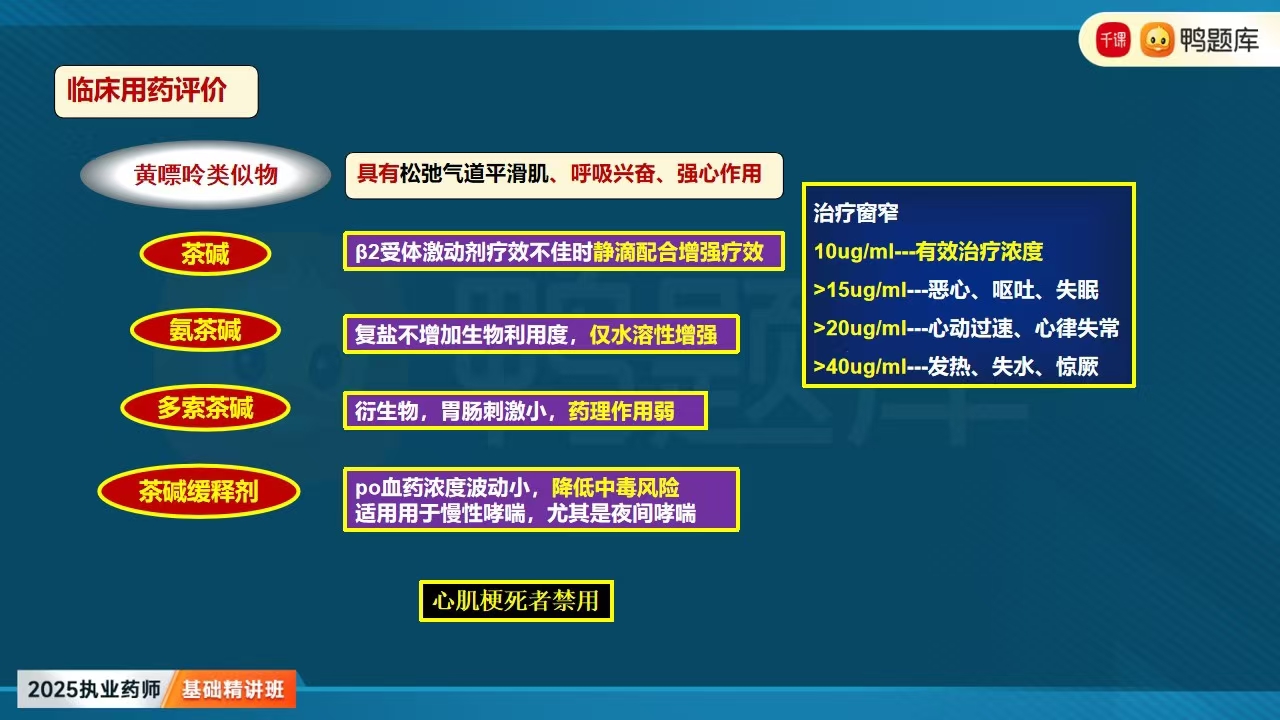 千课 鸭题库
临床用药评价
黄嘌呤类似物
具有松弛气道平滑肌、呼吸兴奋、强心作用
茶碱
β2受体激动剂疗效不佳时静滴配合增强疗效
氨茶碱
复盐不增加生物利用度，仅水溶性增强
多索茶碱
衍生物，胃肠刺激小，药理作用弱
茶碱缓释剂
po血药浓度波动小，降低中毒风险
适用用于慢性哮喘，尤其是夜间哮喘
治疗窗窄
10ug/ml---有效治疗浓度
>15ug/ml---恶心、呕吐、失眠
>20ug/ml---心动过速、心律失常
>40ug/ml---发热、失水、惊厥
心肌梗死者禁用
鸭题库
2025执业药师 基础精讲班